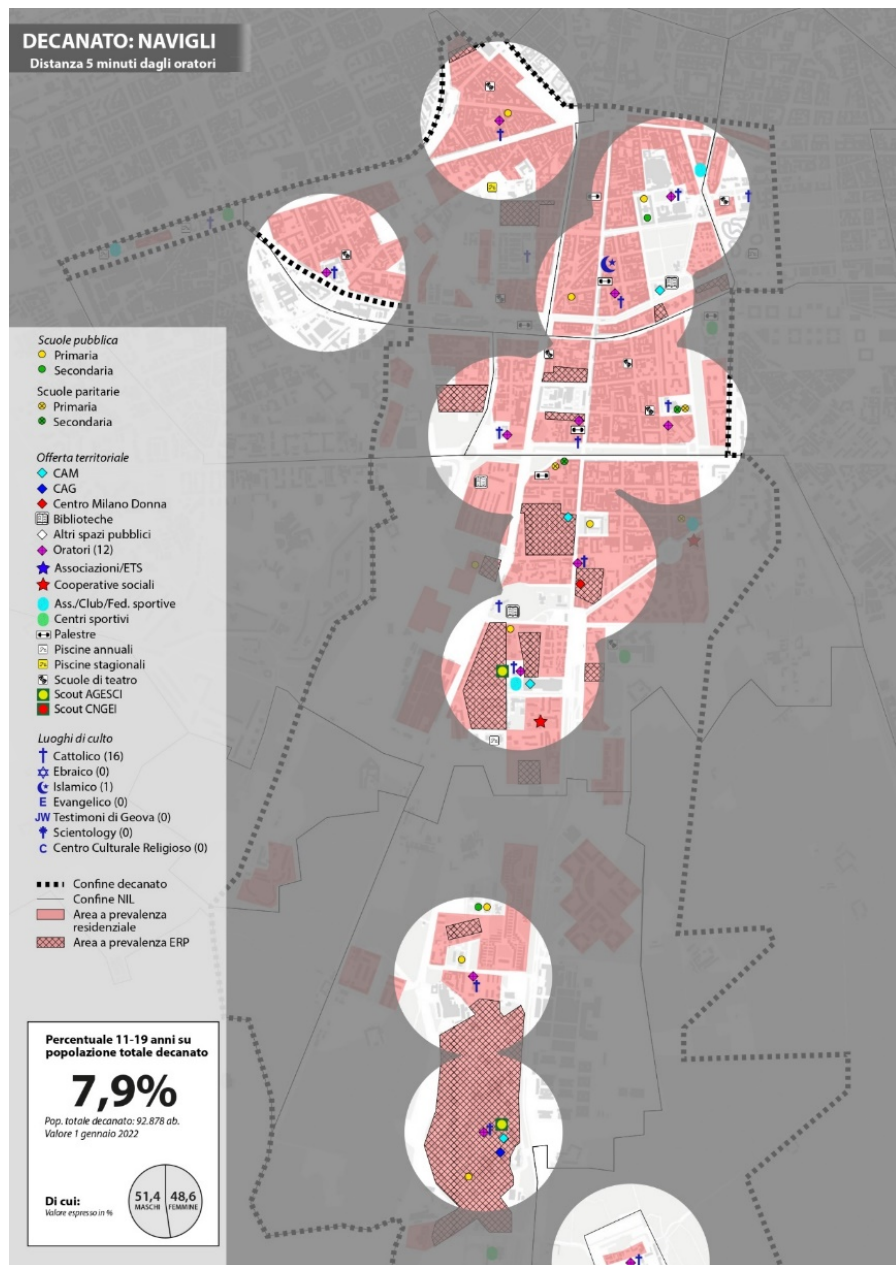 DECANATO: NAVIGLI
Distanza 5 minuti dagli oratori
Scuole pubblica
Primaria
Secondaria
Scuole paritarie
Primaria
Secondaria
Offerta territoriale
CAM
CAG
Centro Milano Donna
Biblioteche
Altri spazi pubblici
Oratori (12)
Associazioni/ETS
Cooperative sociali
Ass./Club/Fed. sportive
Centri sportivi
Palestre
Piscine annuali
Piscine stagionali
Scuole di teatro
Scout AGESCI
Scout CNGEI
Luoghi di culto
Cattolico (16)
Ebraico (0)
Islamico (1)
E Evangelico (0)
JW Testimoni di Geova (0)
Scientology (0)
C Centro Culturale Religioso (0)
Confine decanato
Confine NIL
Area a prevalenza
residenziale
Area a prevalenza ERP
Percentuale 11-19 anni su
popolazione totale decanato
7,9%
Pop. totale decanato: 92.878 ab.
Valore 1 gennaio 2022
Di cui:
Valore espresso in %
51,4
MASCHI
48,6
FEMMINE